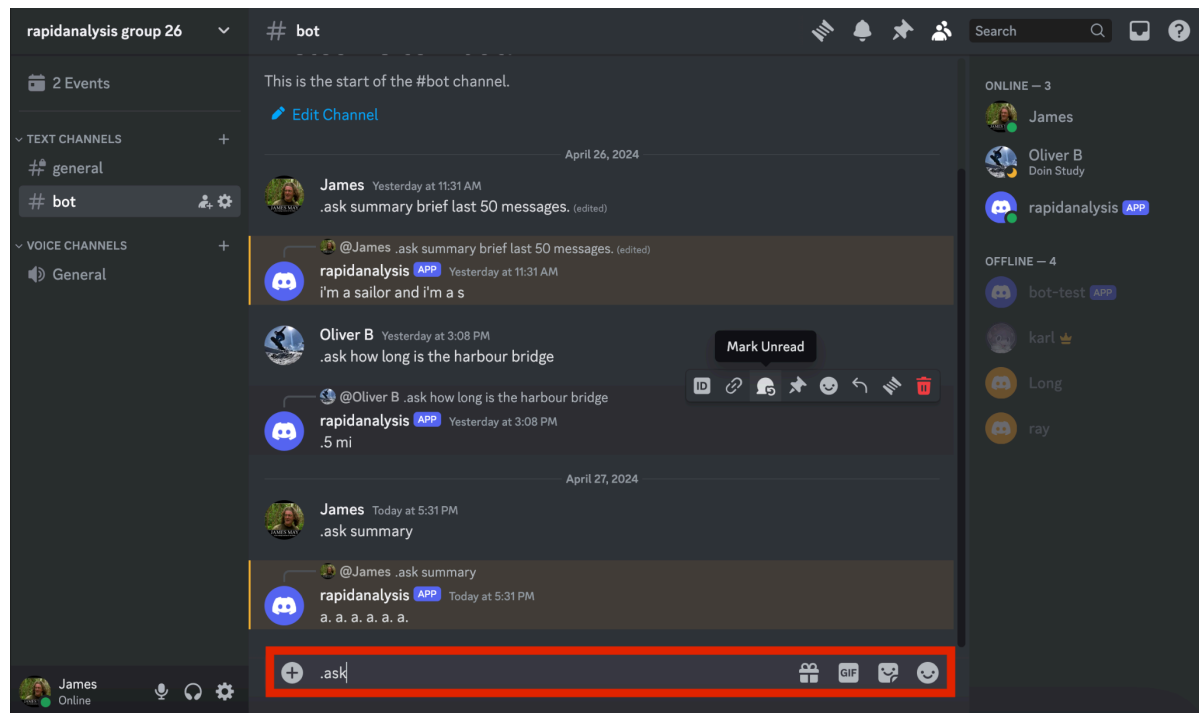 rapidanalysis group 26
2 Events
TEXT CHANNELS
general
bot
VOICE CHANNELS
General
James
Online
bot
Search
This is the start of the #bot channel.
Edit Channel
April 26, 2024
James Yesterday at 11:31 AM
.ask summary brief last 50 messages. (edited)
@James .ask summary brief last 50 messages. (edited)
rapidanalysis APP Yesterday at 11:31 AM
i'm a sailor and i'm a s
Oliver B Yesterday at 3:08 PM
.ask how long is the harbour bridge
Mark Unread
ID
@Oliver B .ask how long is the harbour bridge
rapidanalysis APP Yesterday at 3:08 PM
.5 mi
April 27, 2024
James Today at 5:31 PM
.ask summary
@James .ask summary
rapidanalysis APP Today at 5:31 PM
a. a. a. a. a. a.
.ask
GIF
ONLINE — 3
James
Oliver B
Doin Study
rapidanalysis APP
OFFLINE — 4
bot-test APP
karl
Long
ray